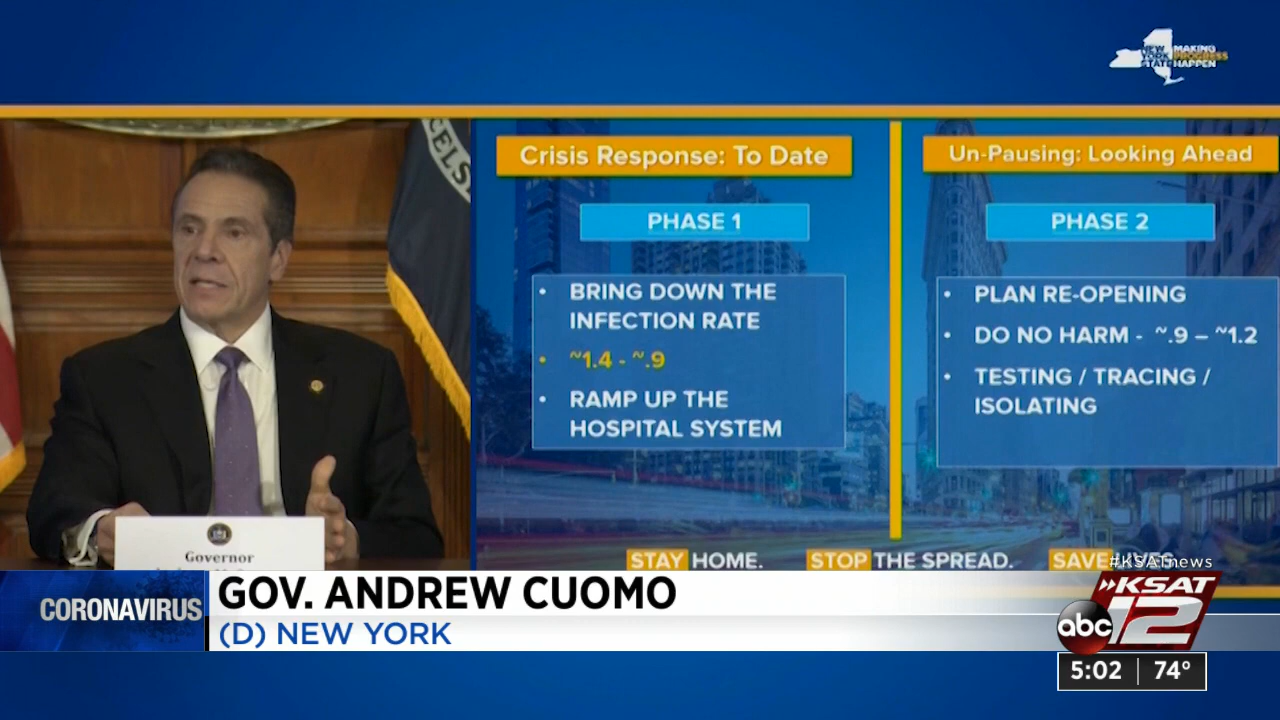 NEW YORK STATE
MAKING PROGRESS HAPPEN
CELS
Crisis Response: To Date
PHASE 1
• BRING DOWN THE
INFECTION RATE
• ~1.4 - ~.9
• RAMP UP THE
HOSPITAL SYSTEM
Un-Pausing: Looking Ahead
PHASE 2
• PLAN RE-OPENING
• DO NO HARM - ~.9 – ~1.2
• TESTING / TRACING /
ISOLATING
Governor
STAY HOME. STOP THE SPREAD. SAVE
#KSATnews
CORONAVIRUS
GOV. ANDREW CUOMO
(D) NEW YORK
KSAT
abc 12
5:02 74°